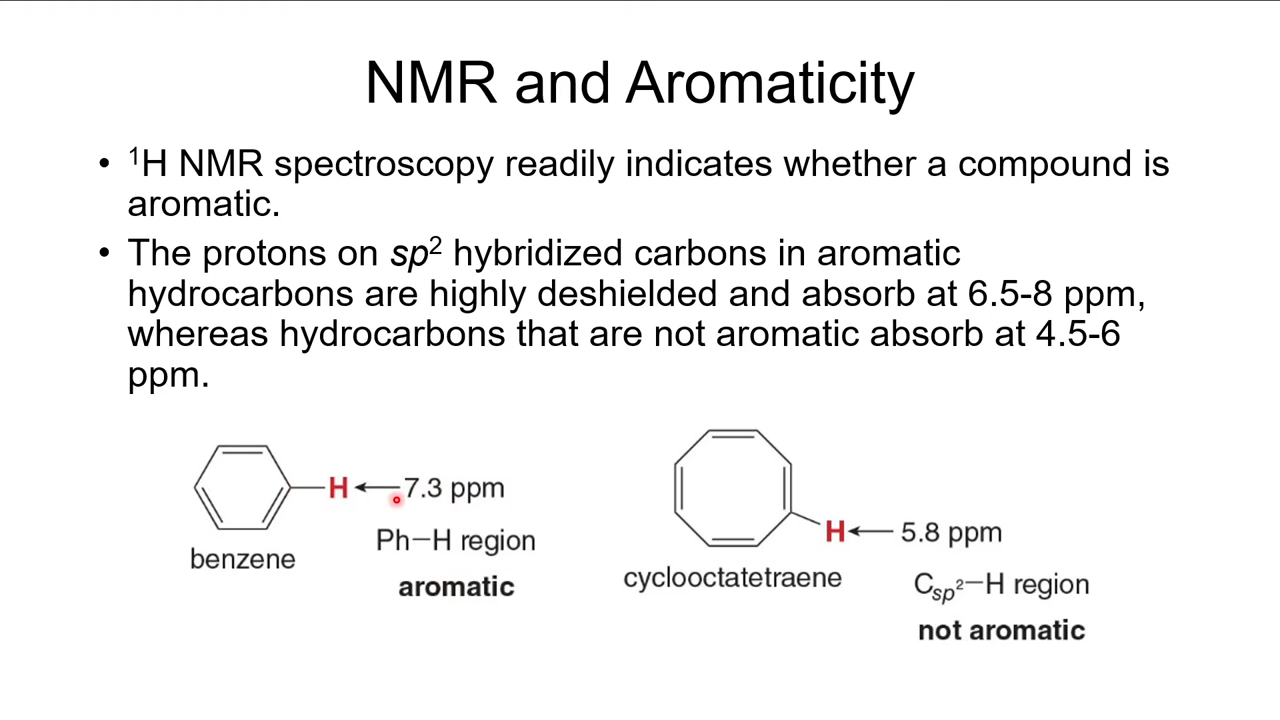 NMR and Aromaticity
• ¹H NMR spectroscopy readily indicates whether a compound is
aromatic.
• The protons on sp² hybridized carbons in aromatic
hydrocarbons are highly deshielded and absorb at 6.5-8 ppm,
whereas hydrocarbons that are not aromatic absorb at 4.5-6
ppm.
H ← 7.3 ppm
benzene
Ph−H region
aromatic
H ← 5.8 ppm
cyclooctatetraene
Csp²−H region
not aromatic